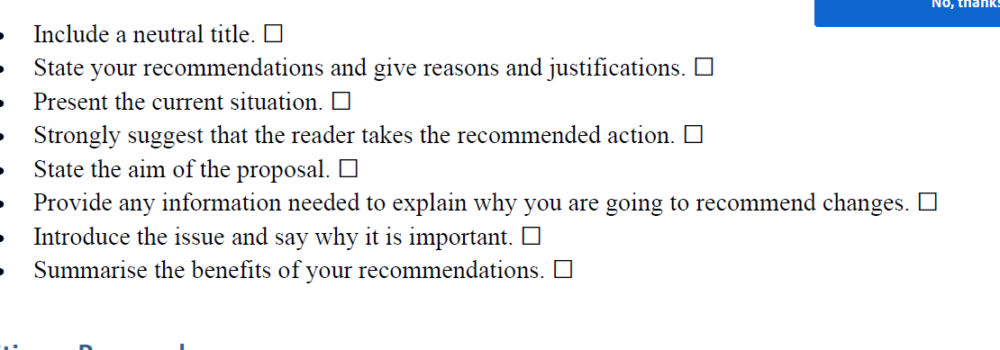 No, thanks
Include a neutral title. ☐
State your recommendations and give reasons and justifications. ☐
Present the current situation. ☐
Strongly suggest that the reader takes the recommended action. ☐
State the aim of the proposal. ☐
Provide any information needed to explain why you are going to recommend changes. ☐
Introduce the issue and say why it is important. ☐
Summarise the benefits of your recommendations. ☐